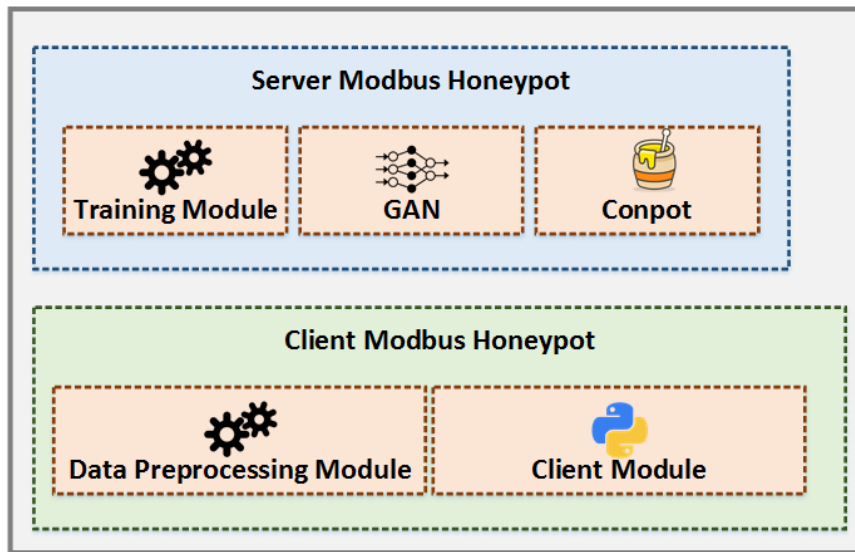 Server Modbus Honeypot
Training Module
GAN
Conpot
Client Modbus Honeypot
Data Preprocessing Module
Client Module